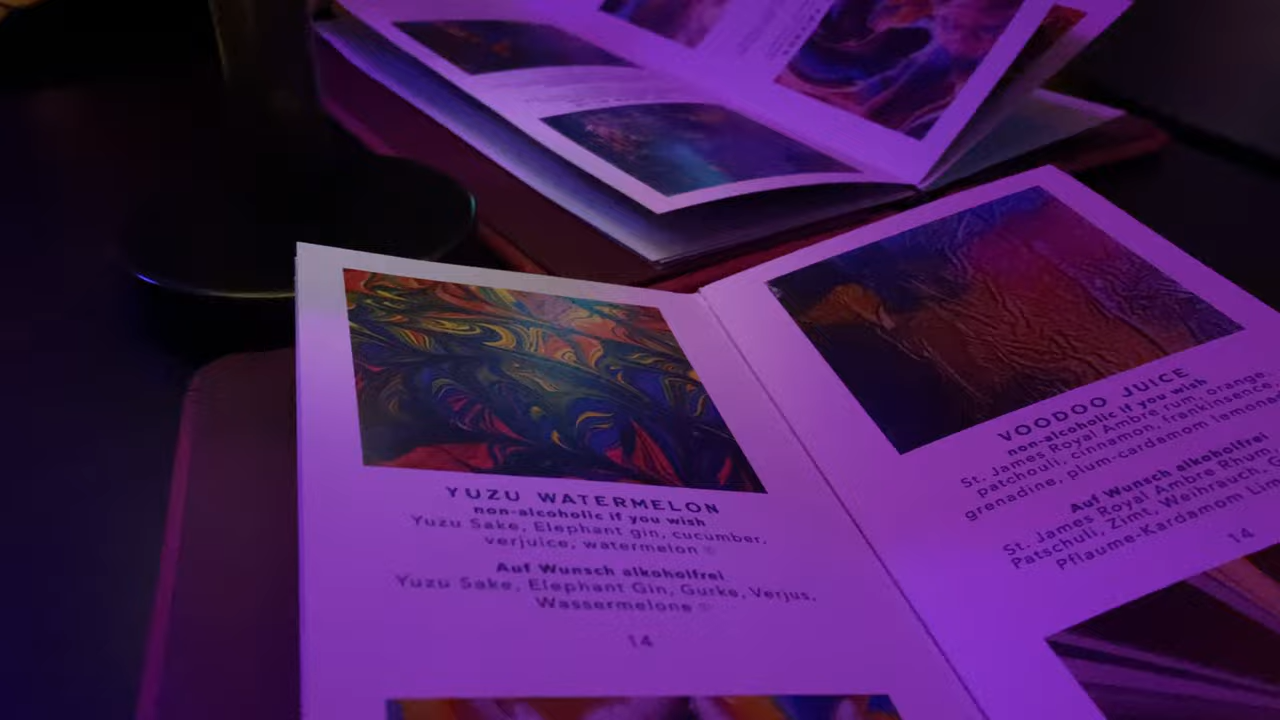 YUZU WATERMELON
non-alcoholic if you wish
Yuzu Sake, Elephant gin, cucumber,
verjuice, watermelon
Auf Wunsch alkoholfrei
Yuzu Sake, Elephant Gin, Gurke, Verjus,
Wassermelone
14
VOODOO JUICE
non-alcoholic if you wish
St. James Royal Ambre rum, orange,
patchouli, cinnamon, frankinsence,
grenadine, plum-cardamom lemonade
Auf Wunsch alkoholfrei
St. James Royal Ambre Rhum,
Patschuli, Zimt, Weihrauch,
Pflaume-Kardamom
14